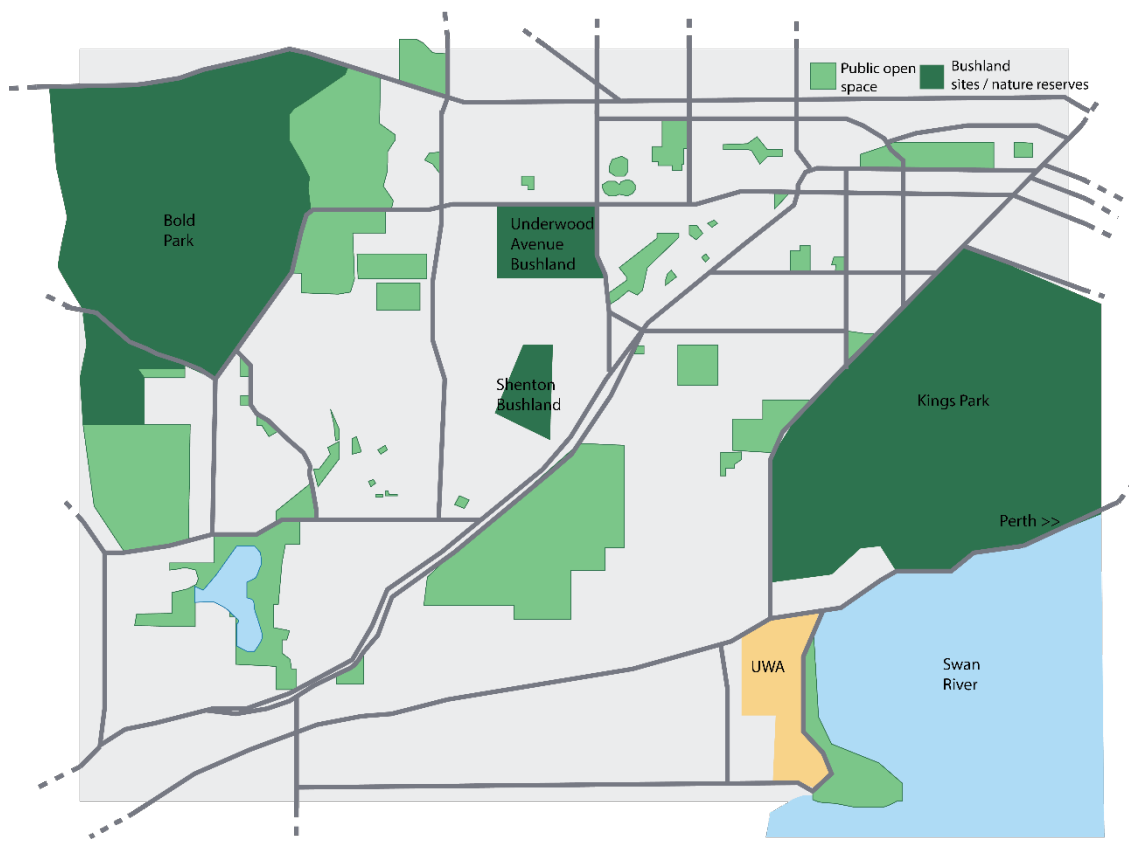 Public open
space
Bushland
sites / nature reserves
Bold
Park
Underwood
Avenue
Bushland
Shenton
Bushland
Kings Park
Perth >>
UWA
Swan
River